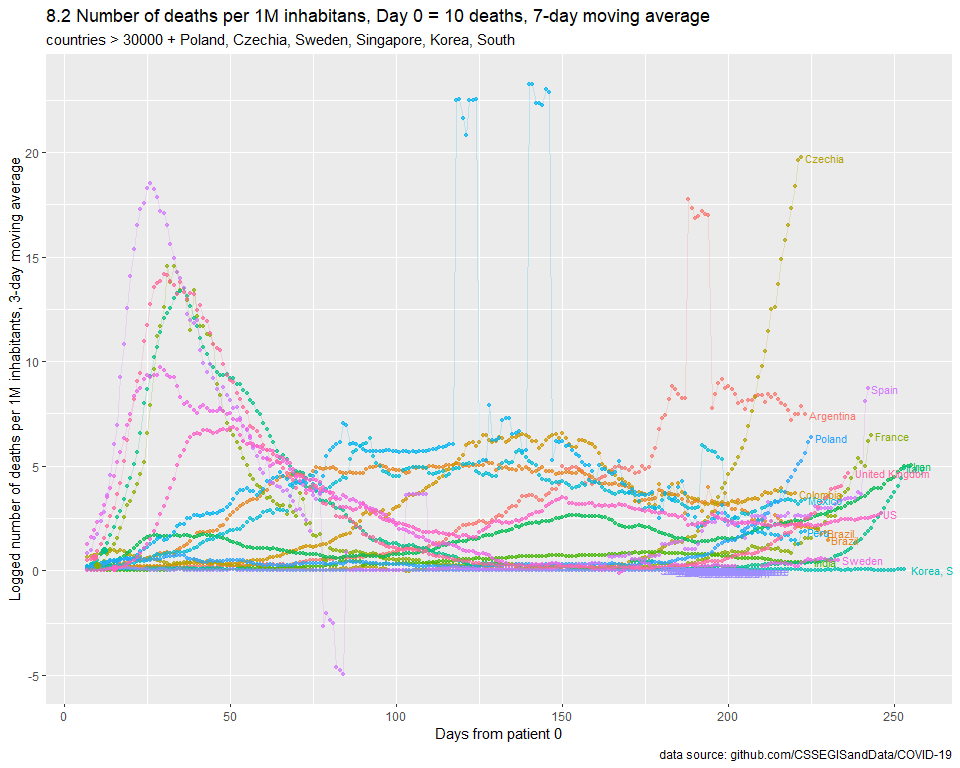 8.2 Number of deaths per 1M inhabitans, Day 0 = 10 deaths, 7-day moving average
countries > 30000 + Poland, Czechia, Sweden, Singapore, Korea, South
Logged number of deaths per 1M inhabitants, 3-day moving average
20
15
10
5
0
-5
Czechia
Spain
Argentina
Poland
France
Iran
United Kingdom
Colombia
Mexico
US
Peru
Brazil
Brazil
India
Sweden
Korea, S
0
50
100
150
200
250
Days from patient 0
data source: github.com/CSSEGISandData/COVID-19